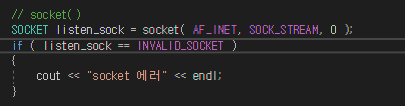 // socket()
SOCKET listen_sock = socket( AF_INET, SOCK_STREAM, 0 );
if ( listen_sock == INVALID_SOCKET )
{
cout << "socket 에러" << endl;
}